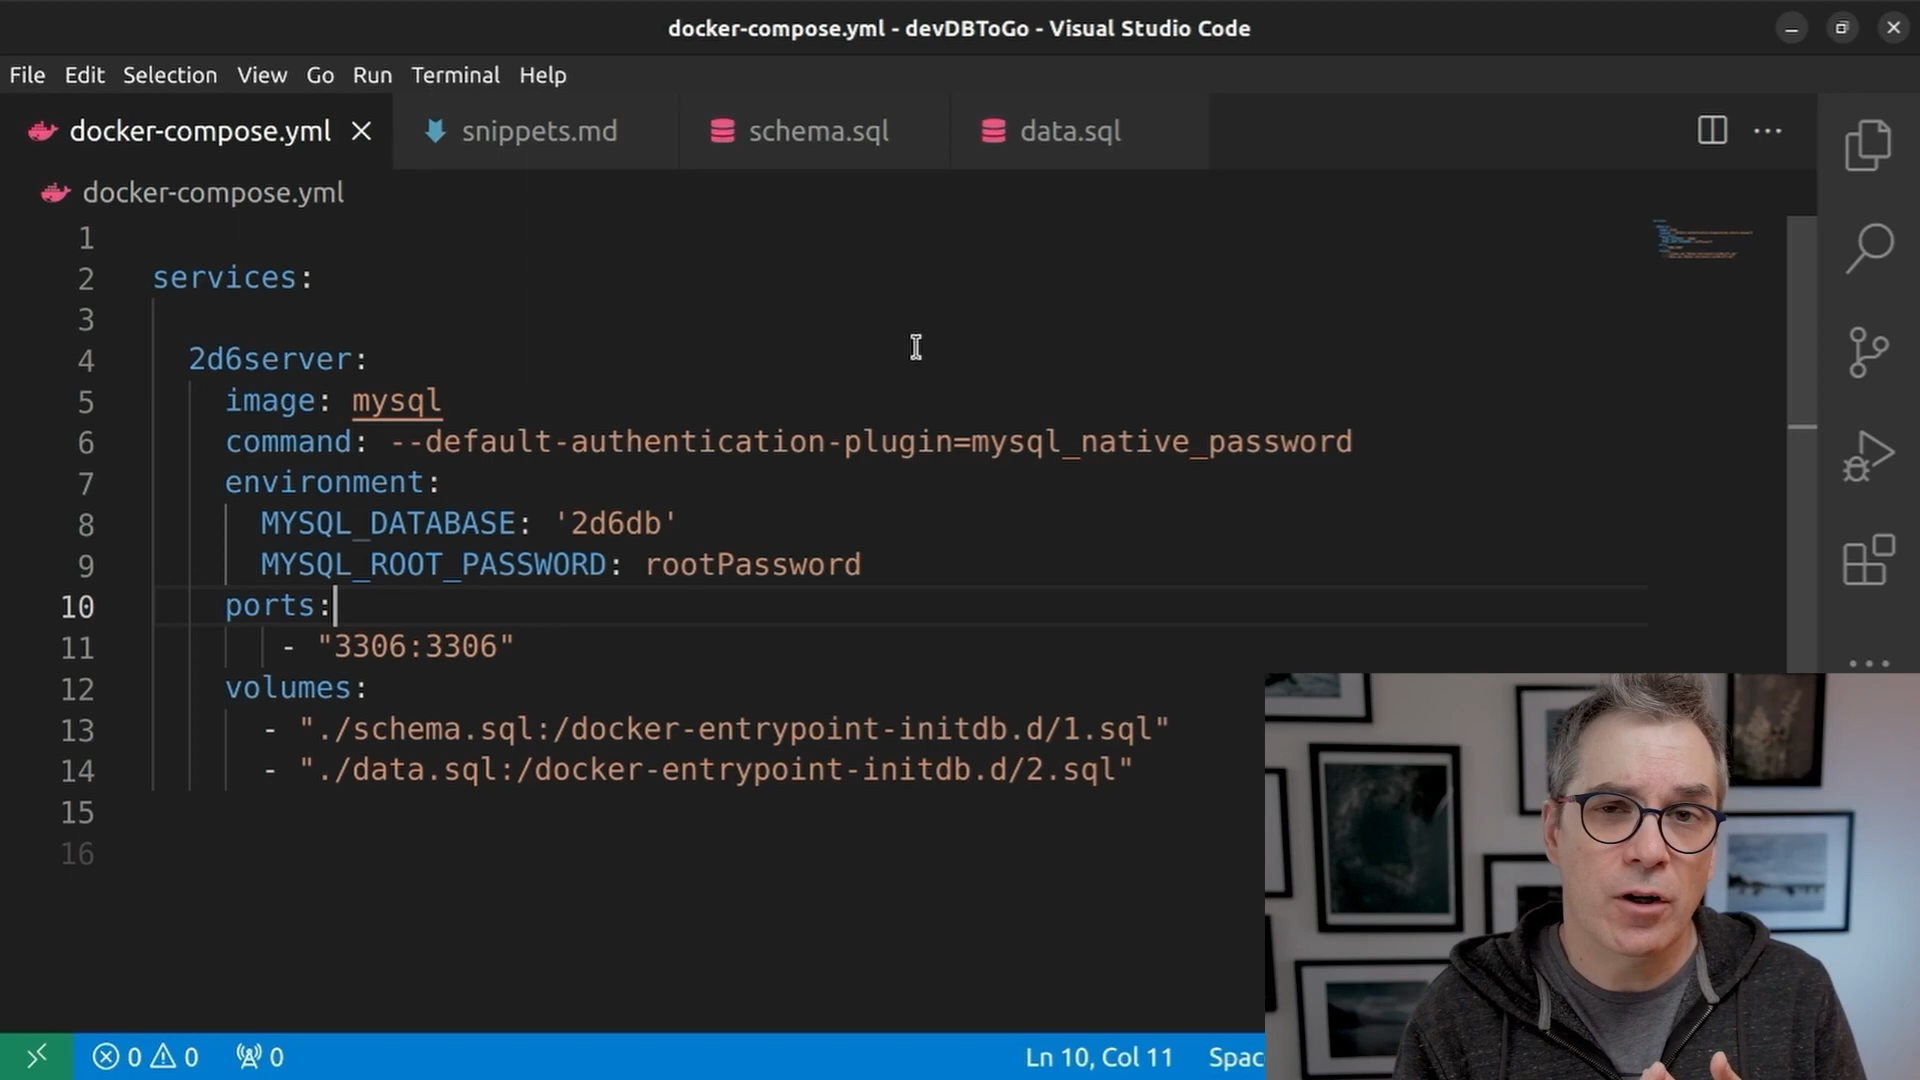 docker-compose.yml - devDBToGo - Visual Studio Code
File Edit Selection View Go Run Terminal Help
docker-compose.yml snippets.md schema.sql data.sql
docker-compose.yml
1
2 services:
3
4 2d6server:
5 image: mysql
6 command: --default-authentication-plugin=mysql_native_password
7 environment:
8 MYSQL_DATABASE: '2d6db'
9 MYSQL_ROOT_PASSWORD: rootPassword
10 ports:
11 - "3306:3306"
12 volumes:
13 - "./schema.sql:/docker-entrypoint-initdb.d/1.sql"
14 - "./data.sql:/docker-entrypoint-initdb.d/2.sql"
15
16
0 0 0 Ln 10, Col 11 Spac